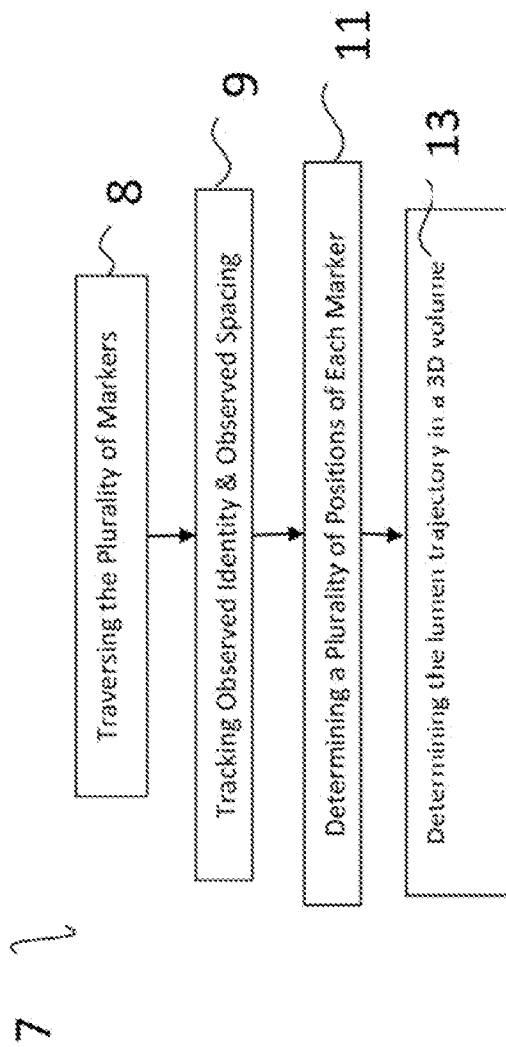 7
Traversing the Plurality of Markers
8
Tracking Observed Identity & Observed Spacing
9
Determining a Plurality of Positions of Each Marker
11
Determining the lumen trajectory in a 3D volume
13